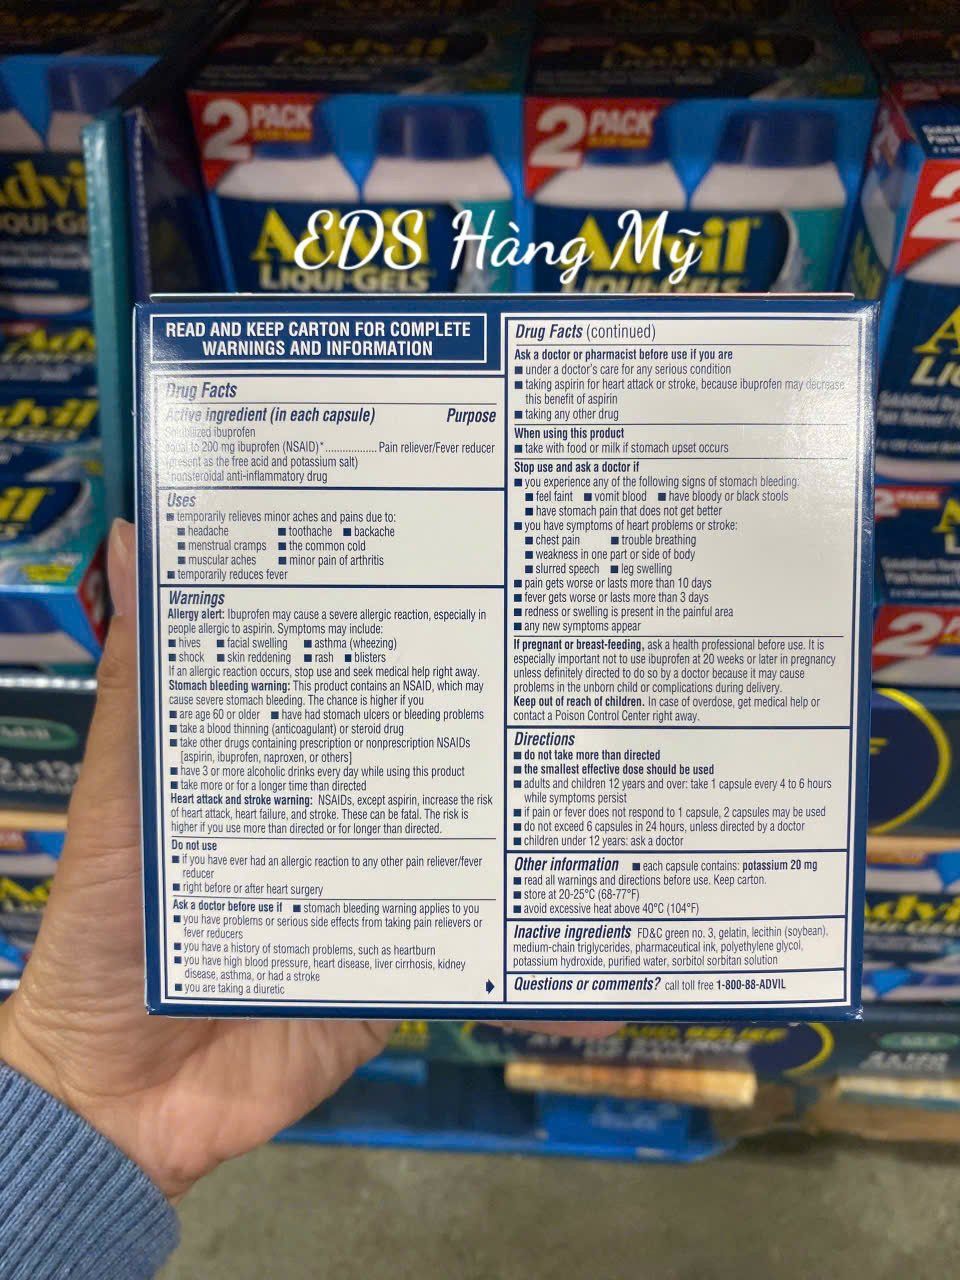 2 PACK
2 PACK
Advil
LIQUI-GELS
Advil
LIQUI-GELS
EDS Hàng Mỹ
READ AND KEEP CARTON FOR COMPLETE
WARNINGS AND INFORMATION
Drug Facts
Active ingredient (in each capsule) Purpose
Solubilized ibuprofen
equal to 200 mg ibuprofen (NSAID)*.................. Pain reliever/Fever reducer
(present as the free acid and potassium salt)
*nonsteroidal anti-inflammatory drug
Uses
■ temporarily relieves minor aches and pains due to:
■ headache ■ toothache ■ backache
■ menstrual cramps ■ the common cold
■ muscular aches ■ minor pain of arthritis
■ temporarily reduces fever
Warnings
Allergy alert: Ibuprofen may cause a severe allergic reaction, especially in
people allergic to aspirin. Symptoms may include:
■ hives ■ facial swelling ■ asthma (wheezing)
■ shock ■ skin reddening ■ rash ■ blisters
If an allergic reaction occurs, stop use and seek medical help right away.
Stomach bleeding warning: This product contains an NSAID, which may
cause severe stomach bleeding. The chance is higher if you
■ are age 60 or older ■ have had stomach ulcers or bleeding problems
■ take a blood thinning (anticoagulant) or steroid drug
■ take other drugs containing prescription or nonprescription NSAIDs
[aspirin, ibuprofen, naproxen, or others]
■ have 3 or more alcoholic drinks every day while using this product
■ take more or for a longer time than directed
Heart attack and stroke warning: NSAIDs, except aspirin, increase the risk
of heart attack, heart failure, and stroke. These can be fatal. The risk is
higher if you use more than directed or for longer than directed.
Do not use
■ if you have ever had an allergic reaction to any other pain reliever/fever
reducer
■ right before or after heart surgery
Ask a doctor before use if ■ stomach bleeding warning applies to you
■ you have problems or serious side effects from taking pain relievers or
fever reducers
■ you have a history of stomach problems, such as heartburn
■ you have high blood pressure, heart disease, liver cirrhosis, kidney
disease, asthma, or had a stroke
■ you are taking a diuretic
Drug Facts (continued)
Ask a doctor or pharmacist before use if you are
■ under a doctor's care for any serious condition
■ taking aspirin for heart attack or stroke, because ibuprofen may decrease
this benefit of aspirin
■ taking any other drug
When using this product
■ take with food or milk if stomach upset occurs
Stop use and ask a doctor if
■ you experience any of the following signs of stomach bleeding:
■ feel faint ■ vomit blood ■ have bloody or black stools
■ have stomach pain that does not get better
■ you have symptoms of heart problems or stroke:
■ chest pain ■ trouble breathing
■ weakness in one part or side of body
■ slurred speech ■ leg swelling
■ pain gets worse or lasts more than 10 days
■ fever gets worse or lasts more than 3 days
■ redness or swelling is present in the painful area
■ any new symptoms appear
If pregnant or breast-feeding, ask a health professional before use. It is
especially important not to use ibuprofen at 20 weeks or later in pregnancy
unless definitely directed to do so by a doctor because it may cause
problems in the unborn child or complications during delivery.
Keep out of reach of children. In case of overdose, get medical help or
contact a Poison Control Center right away.
Directions
■ do not take more than directed
■ the smallest effective dose should be used
■ adults and children 12 years and over: take 1 capsule every 4 to 6 hours
while symptoms persist
■ if pain or fever does not respond to 1 capsule, 2 capsules may be used
■ do not exceed 6 capsules in 24 hours, unless directed by a doctor
■ children under 12 years: ask a doctor
Other information ■ each capsule contains: potassium 20 mg
■ read all warnings and directions before use. Keep carton.
■ store at 20-25°C (68-77°F)
■ avoid excessive heat above 40°C (104°F)
Inactive ingredients FD&C green no. 3, gelatin, lecithin (soybean),
medium-chain triglycerides, pharmaceutical ink, polyethylene glycol,
potassium hydroxide, purified water, sorbitol sorbitan solution
Questions or comments? call toll free 1-800-88-ADVIL